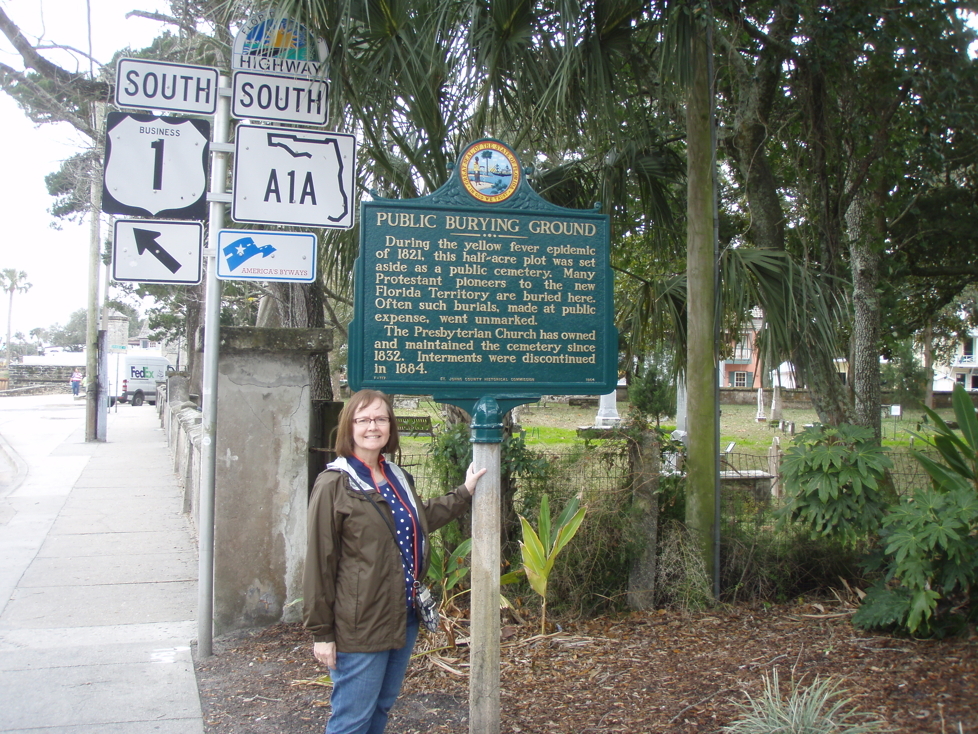 HIGHWAY
SOUTH
SOUTH
BUSINESS
1
A1A
AMERICA'S BYWAYS
PUBLIC BURYING GROUND
During the yellow fever epidemic
of 1821, this half-acre plot was set
aside as a public cemetery. Many
Protestant pioneers to the new
Florida Territory are buried here.
Often such burials, made at public
expense, went unmarked.
The Presbyterian Church has owned
and maintained the cemetery since
1832. Interments were discontinued
in 1884.
ST. JOHNS COUNTY HISTORICAL COMMISSION
FedEx